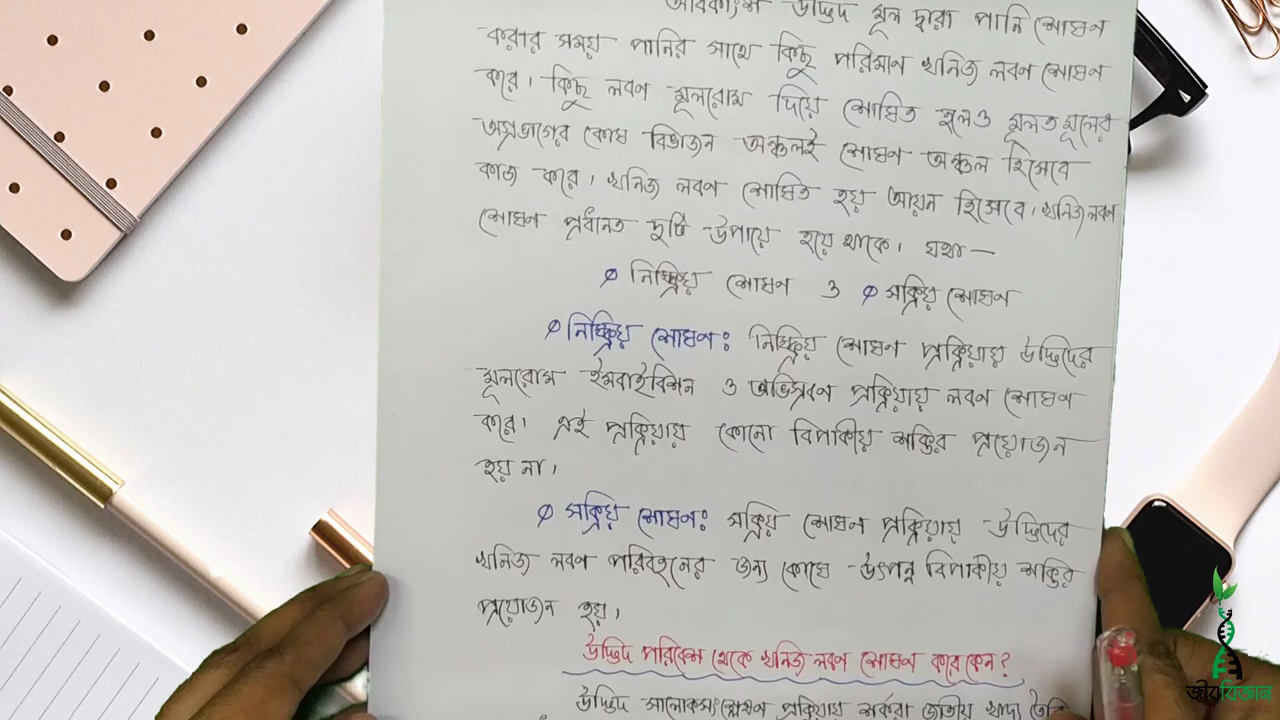 অধিকাংশ উদ্ভিদ মূল দ্বারা পানি শোষণ
করার সময় পানির সাথে কিছু পরিমাণ খনিজ লবণ শোষণ
করে। কিছু লবণ মূলরোম দিয়ে শোষিত হলেও মূলত মূলের
অগ্রভাগের কোষ বিভাজন অঞ্চলই শোষণ অঞ্চল হিসেবে
কাজ করে। খনিজ লবণ শোষিত হয় আয়ন হিসেবে। খনিজ লবণ
শোষণ প্রধানত দুটি উপায়ে হয়ে থাকে। যথা—
নিষ্ক্রিয় শোষণ ও সক্রিয় শোষণ
নিষ্ক্রিয় শোষণঃ নিষ্ক্রিয় শোষণ প্রক্রিয়ায় উদ্ভিদের
মূলরোম ইমবাইবিশন ও অভিস্রবণ প্রক্রিয়ায় লবণ শোষণ
করে। এই প্রক্রিয়ায় কোনো বিপাকীয় শক্তির প্রয়োজন
হয় না।
সক্রিয় শোষণঃ সক্রিয় শোষণ প্রক্রিয়ায় উদ্ভিদের
খনিজ লবণ পরিবহনের জন্য কোষে উৎপন্ন বিপাকীয় শক্তির
প্রয়োজন হয়।
উদ্ভিদ পরিবেশ থেকে খনিজ লবণ শোষণ করে কেন?
উদ্ভিদ সালোকসংশ্লেষণ প্রক্রিয়ায় শর্করা জাতীয় খাদ্য তৈরি
জীববিজ্ঞান